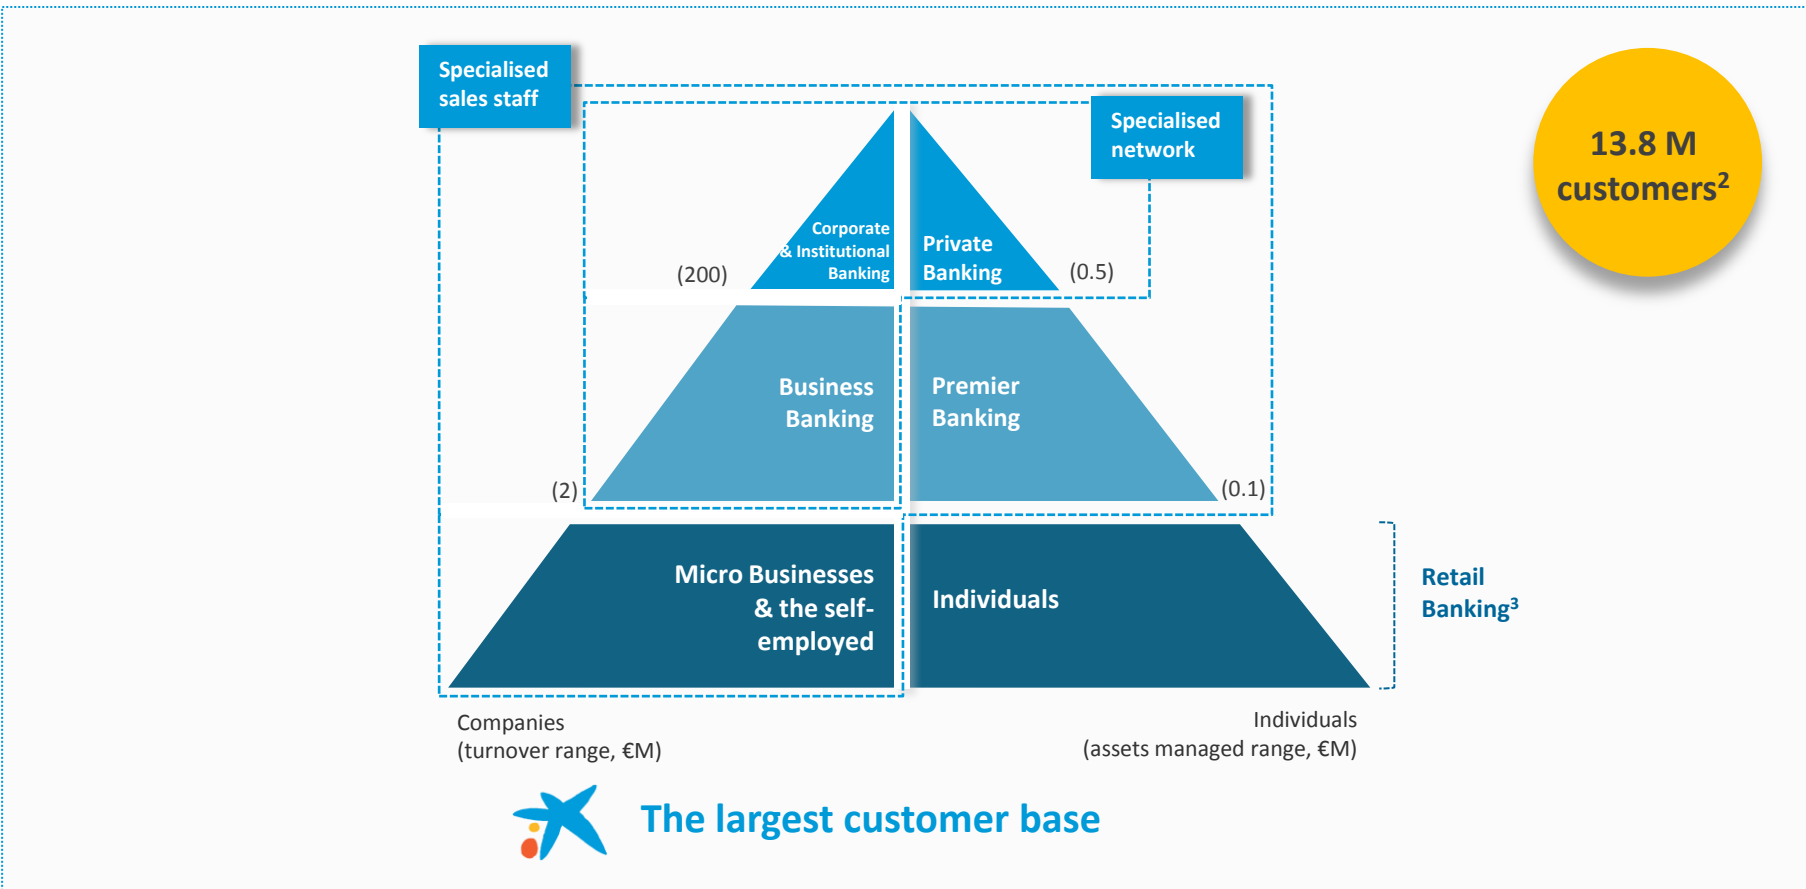 Specialised
sales staff
Specialised
network
13.8 M
customers²
Corporate
& Institutional
Banking
Private
Banking
(200)
(0.5)
Business
Banking
Premier
Banking
(2)
(0.1)
Micro Businesses
& the self-
employed
Individuals
Retail
Banking³
Companies
(turnover range, €M)
Individuals
(assets managed range, €M)
The largest customer base